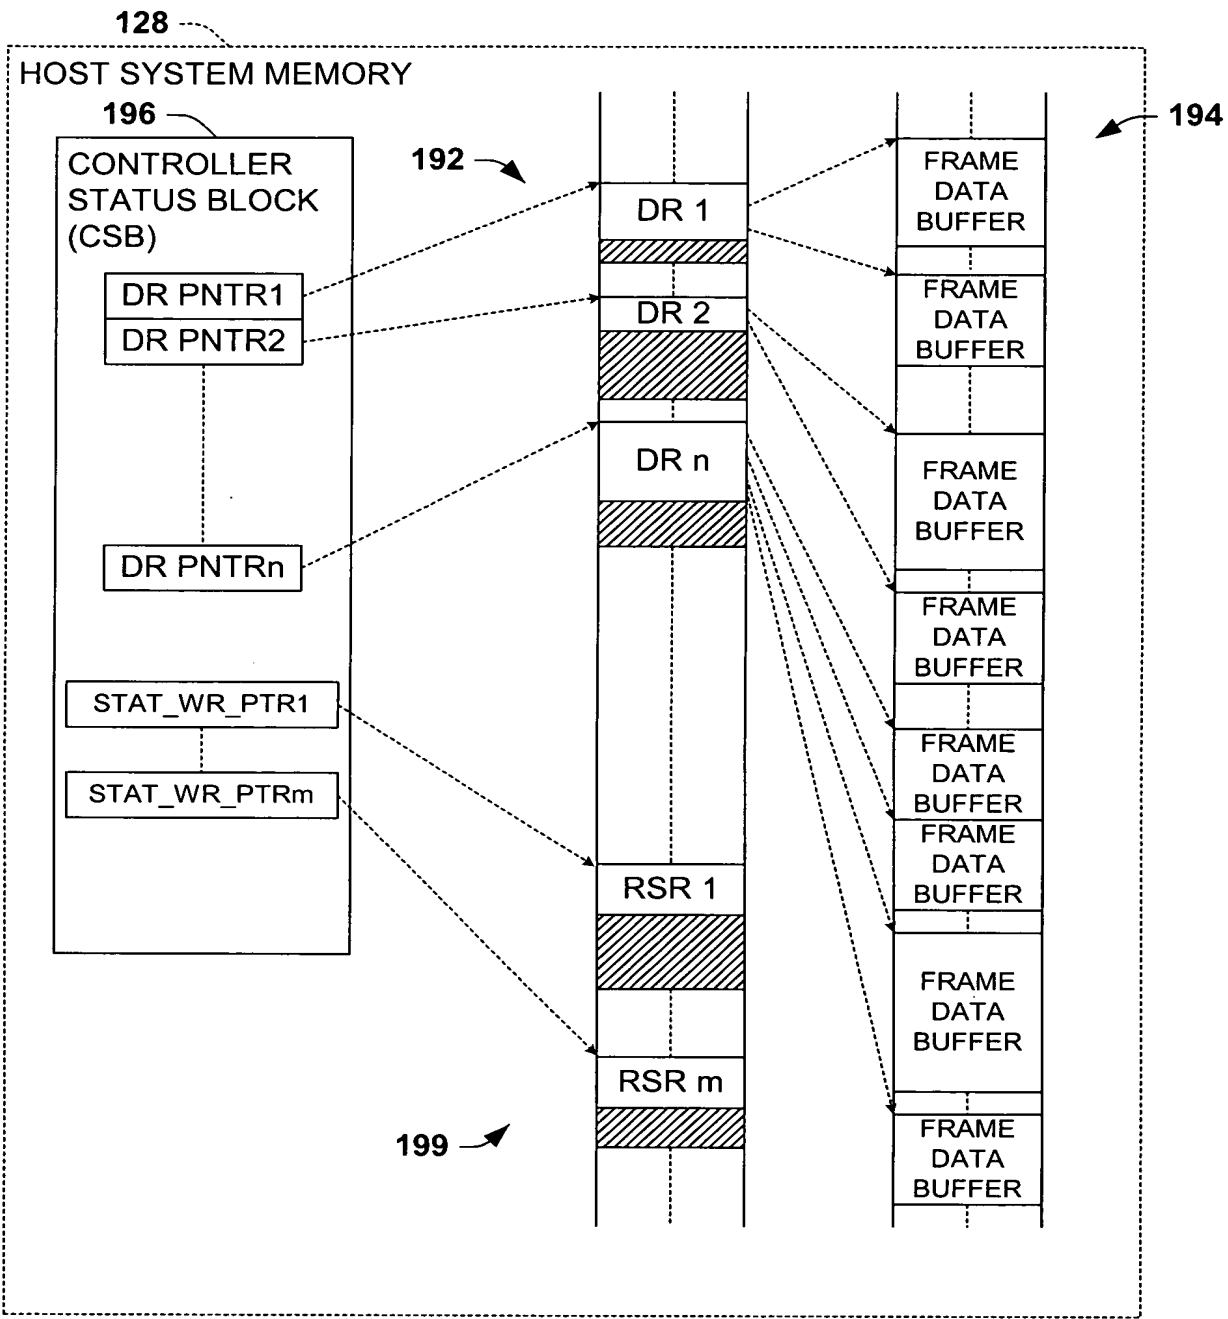 128
HOST SYSTEM MEMORY
196
CONTROLLER
STATUS BLOCK
(CSB)
DR PNTR1
DR PNTR2
DR PNTRn
STAT_WR_PTR1
STAT_WR_PTRm
192
DR 1
DR 2
DR n
RSR 1
RSR m
199
194
FRAME
DATA
BUFFER
FRAME
DATA
BUFFER
FRAME
DATA
BUFFER
FRAME
DATA
BUFFER
FRAME
DATA
BUFFER
FRAME
DATA
BUFFER
FRAME
DATA
BUFFER
FRAME
DATA
BUFFER